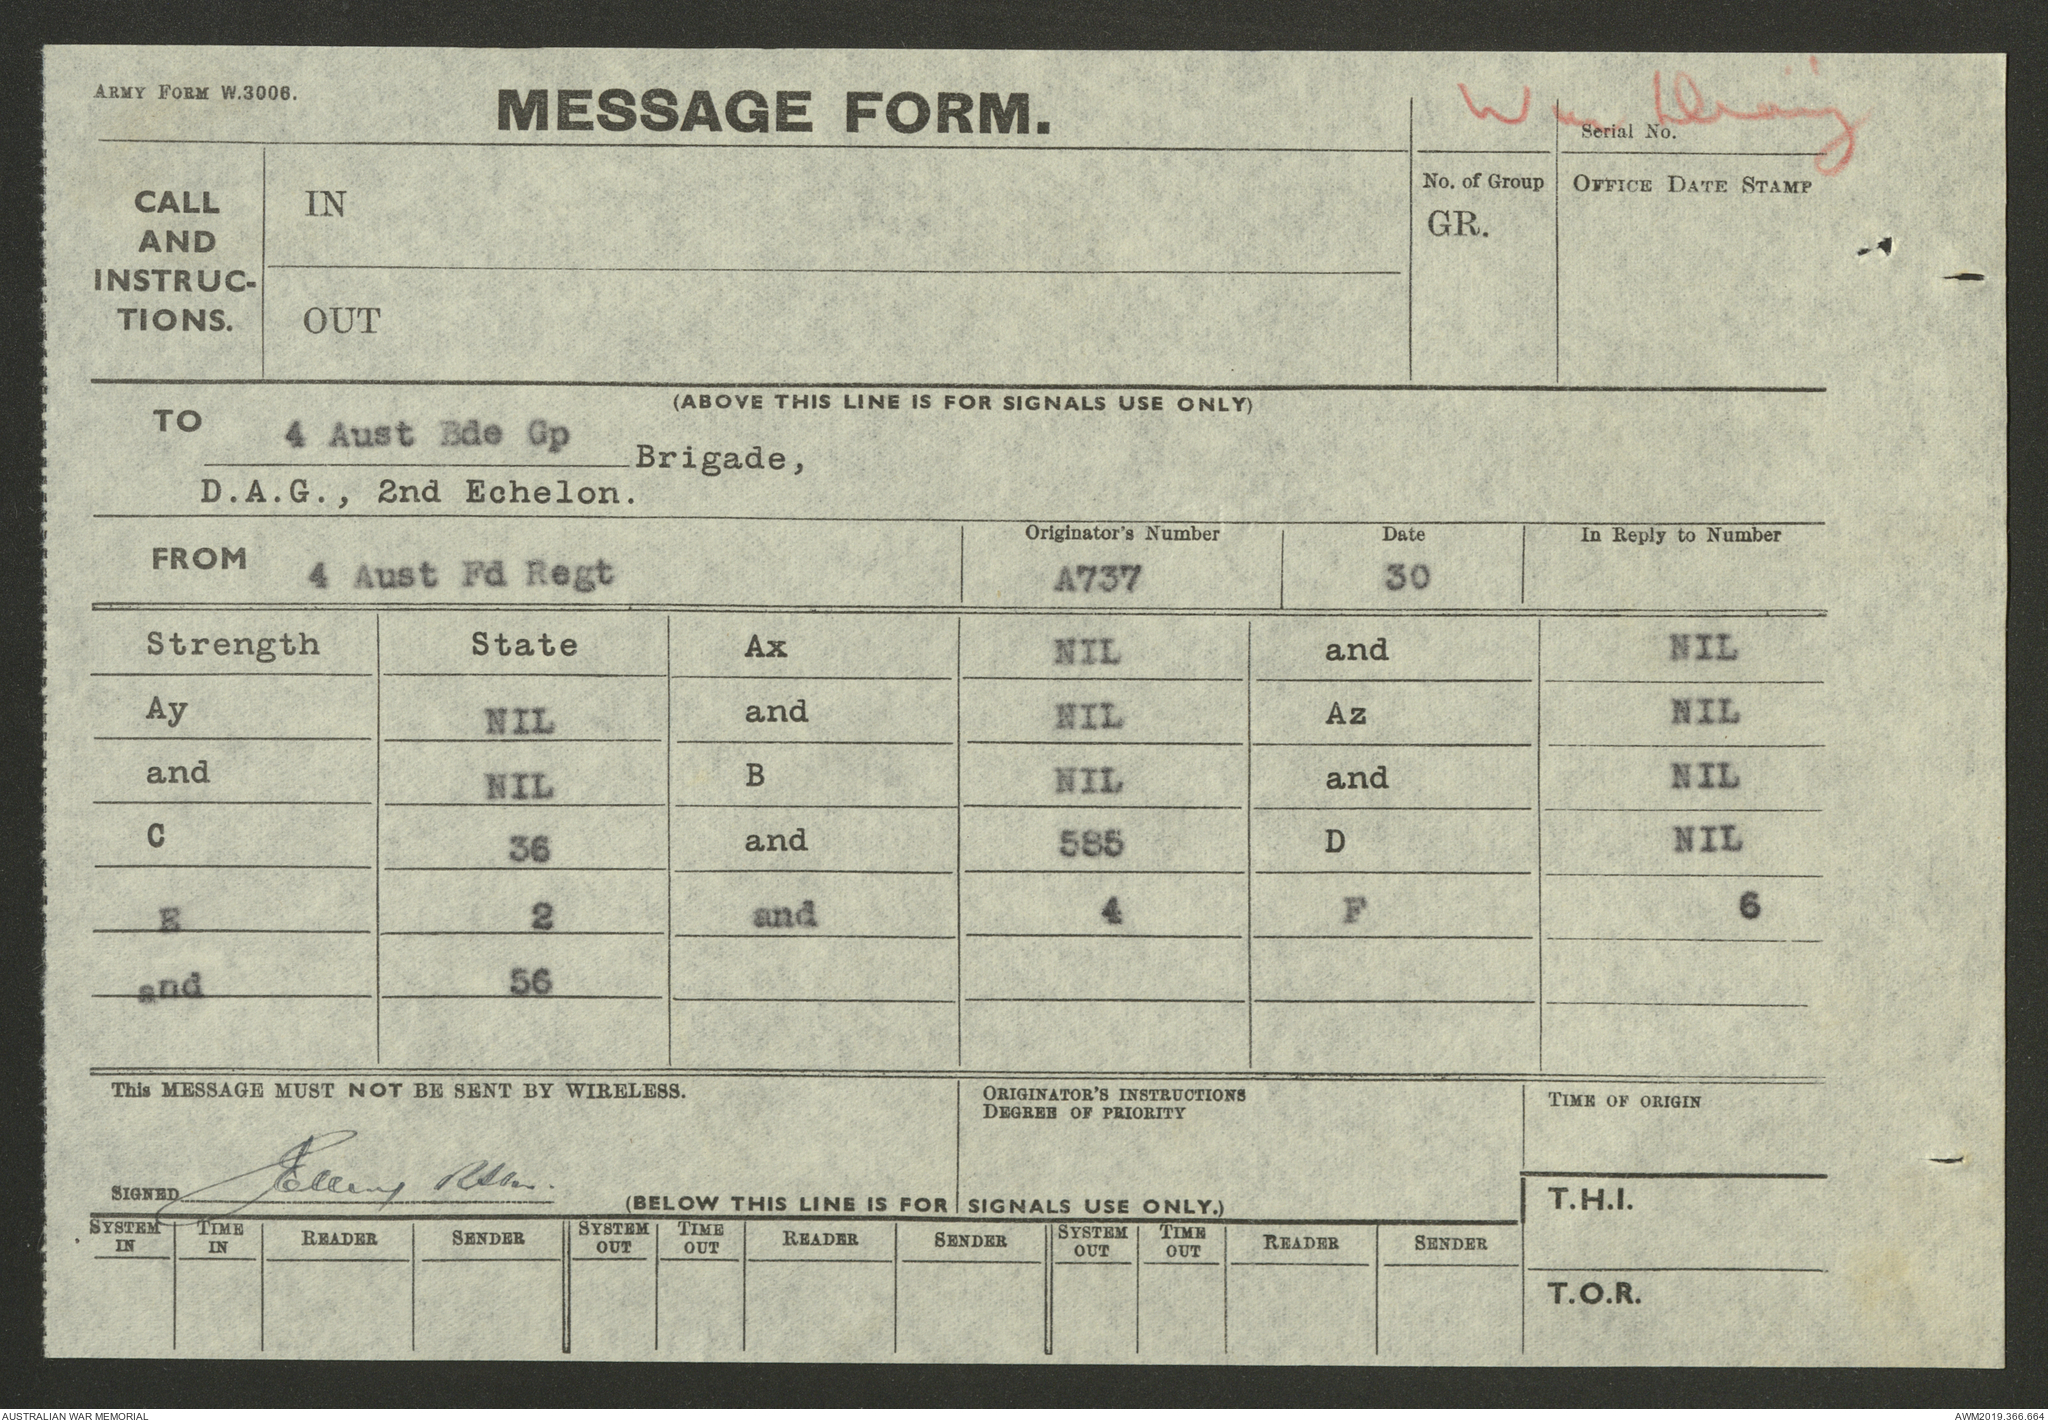 ARMY FORM W.3006.
MESSAGE FORM.
War Diary
Serial No.
CALL
AND
INSTRUC-
TIONS.
IN
OUT
No. of Group
GR.
OFFICE DATE STAMP
(ABOVE THIS LINE IS FOR SIGNALS USE ONLY)
TO
4 Aust Bde Gp Brigade,
D.A.G., 2nd Echelon.
FROM 4 Aust Fd Regt
Originator's Number
A737
Date
30
In Reply to Number
Strength State Ax NIL and NIL
Ay NIL and NIL Az NIL
and NIL B NIL and NIL
C 36 and 585 D NIL
E 2 and 4 F 6
and 56
This MESSAGE MUST NOT BE SENT BY WIRELESS.
ORIGINATOR'S INSTRUCTIONS
DEGREE OF PRIORITY
TIME OF ORIGIN
SIGNED
(BELOW THIS LINE IS FOR SIGNALS USE ONLY.)
T.H.I.
SYSTEM IN TIME IN READER SENDER SYSTEM OUT TIME OUT READER SENDER SYSTEM OUT TIME OUT READER SENDER
T.O.R.
AUSTRALIAN WAR MEMORIAL
AWM2019.366.664